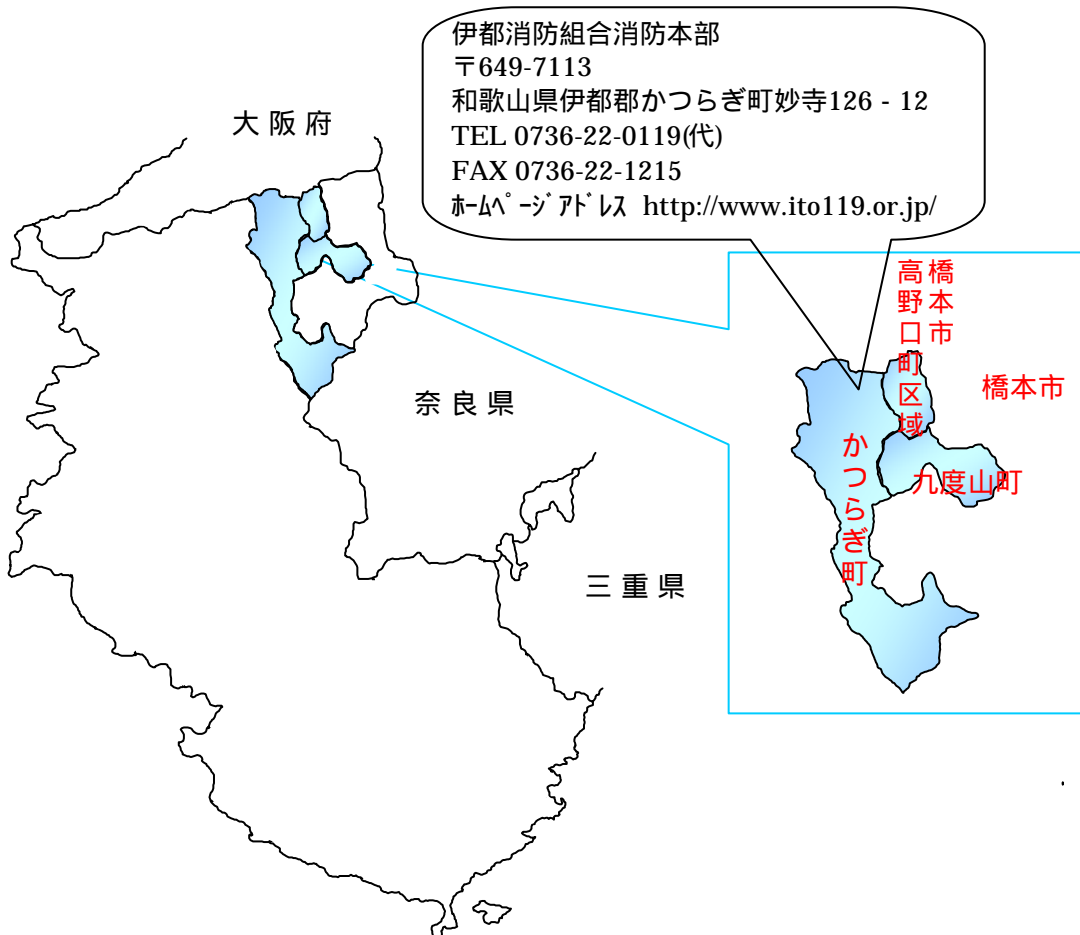 伊都消防組合消防本部
〒649-7113
和歌山県伊都郡かつらぎ町妙寺126 - 12
TEL 0736-22-0119(代)
FAX 0736-22-1215
ﾎｰﾑﾍﾟｰｼﾞｱﾄﾞﾚｽ http://www.ito119.or.jp/
大阪府
奈良県
三重県
橋本市
高野口町区域
橋本市
九度山町
かつらぎ町